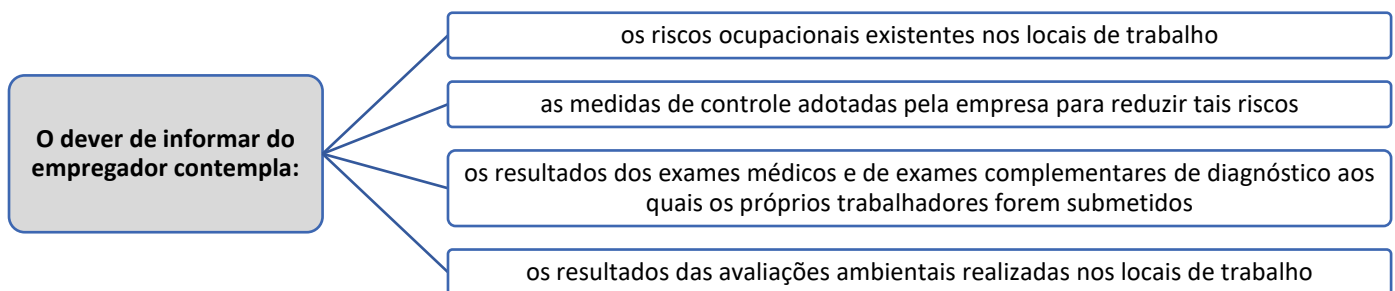 O dever de informar do
empregador contempla:
os riscos ocupacionais existentes nos locais de trabalho
as medidas de controle adotadas pela empresa para reduzir tais riscos
os resultados dos exames médicos e de exames complementares de diagnóstico aos
quais os próprios trabalhadores forem submetidos
os resultados das avaliações ambientais realizadas nos locais de trabalho